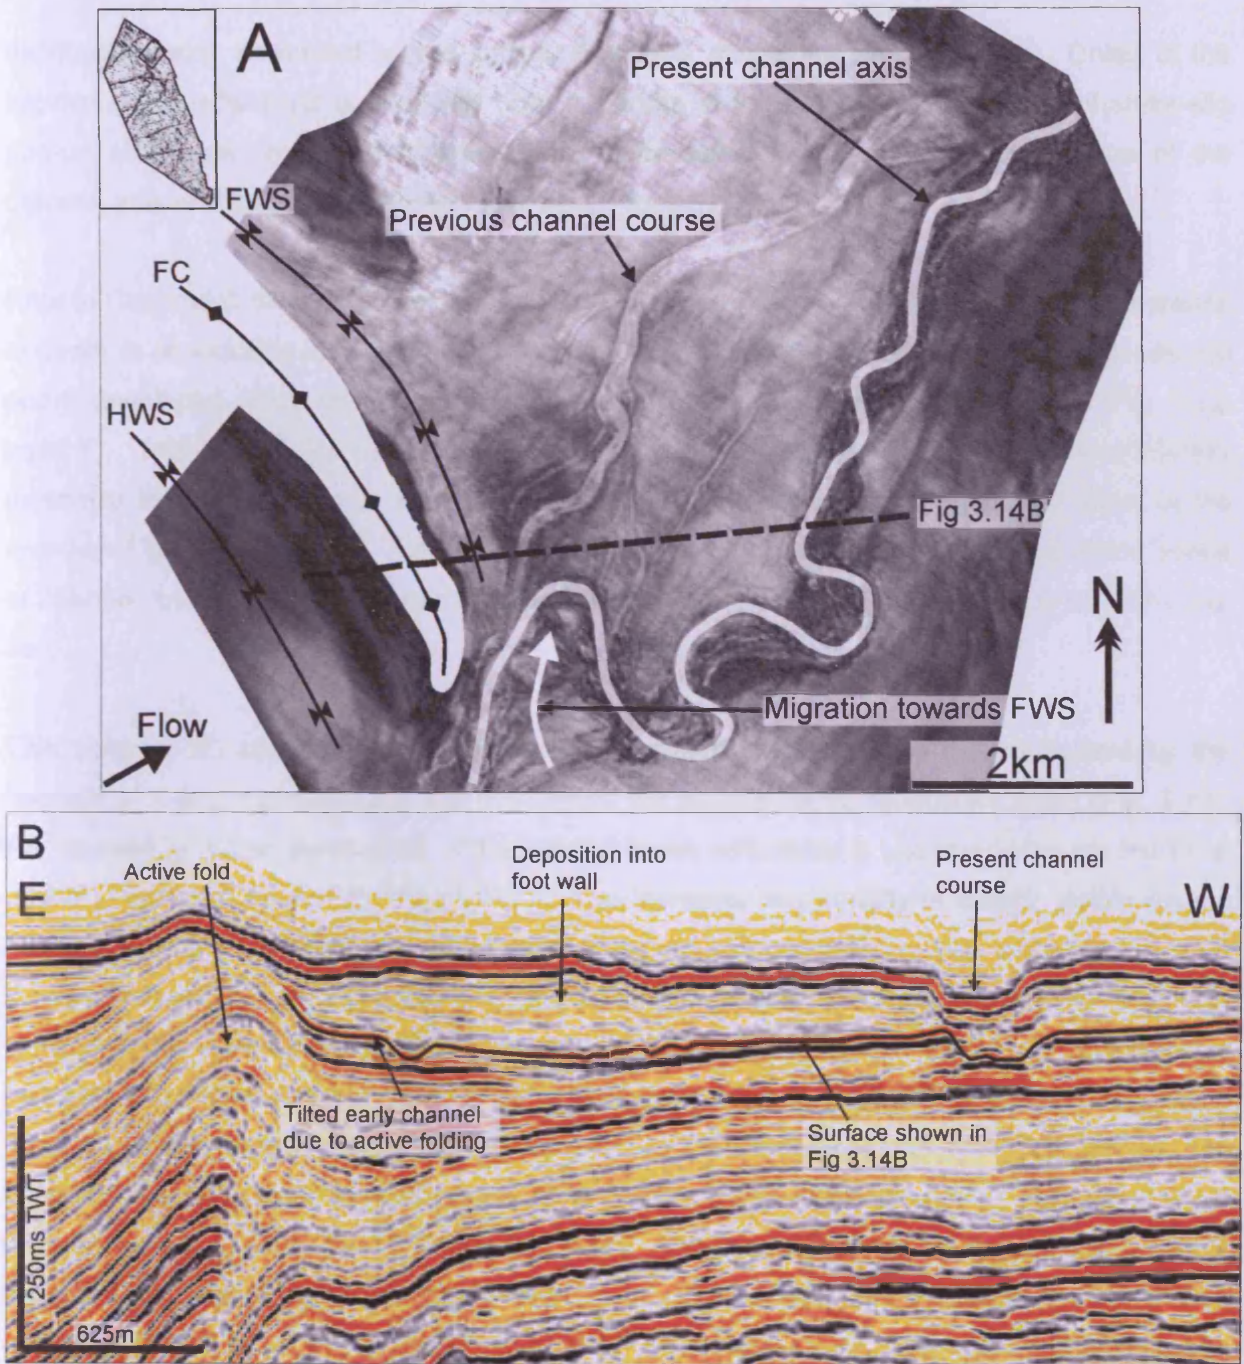 A
Present channel axis
FWS
Previous channel course
FC
HWS
Fig 3.14B
N
Migration towards FWS
Flow
2km
B
Active fold
Deposition into
foot wall
Present channel
course
E
W
Tilted early channel
due to active folding
Surface shown in
Fig 3.14B
250ms TWT
625m